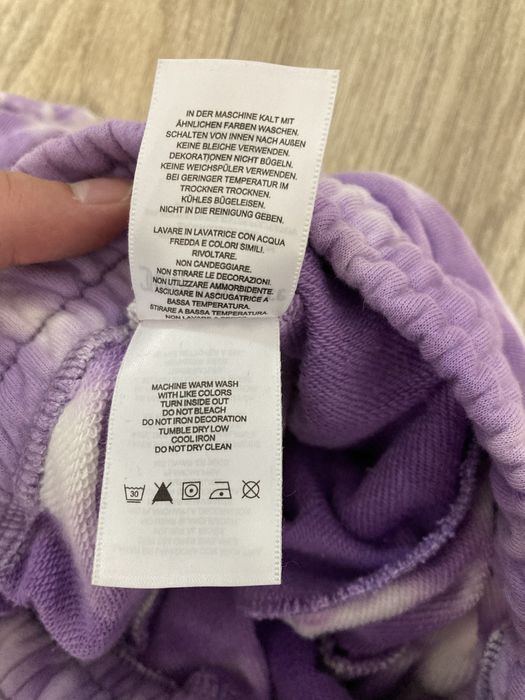 IN DER MASCHINE KALT MIT
ÄHNLICHEN FARBEN WASCHEN.
SCHALTEN VON INNEN NACH AUßEN
KEINE BLEICHE VERWENDEN.
DEKORATIONEN NICHT BÜGELN.
KEINE WEICHSPÜLER VERWENDEN.
BEI GERINGER TEMPERATUR IM
TROCKNER TROCKNEN.
KÜHLES BÜGELEISEN.
NICHT IN DIE REINIGUNG GEBEN.
LAVARE IN LAVATRICE CON ACQUA
FREDDA E COLORI SIMILI.
RIVOLTARE.
NON CANDEGGIARE.
NON STIRARE LE DECORAZIONI.
NON UTILIZZARE AMMORBIDENTE.
ASCIUGARE IN ASCIUGATRICE A
BASSA TEMPERATURA.
STIRARE A BASSA TEMPERATURA.
NON LAVARE A
MACHINE WARM WASH
WITH LIKE COLORS
TURN INSIDE OUT
DO NOT BLEACH
DO NOT IRON DECORATION
TUMBLE DRY LOW
COOL IRON
DO NOT DRY CLEAN
30